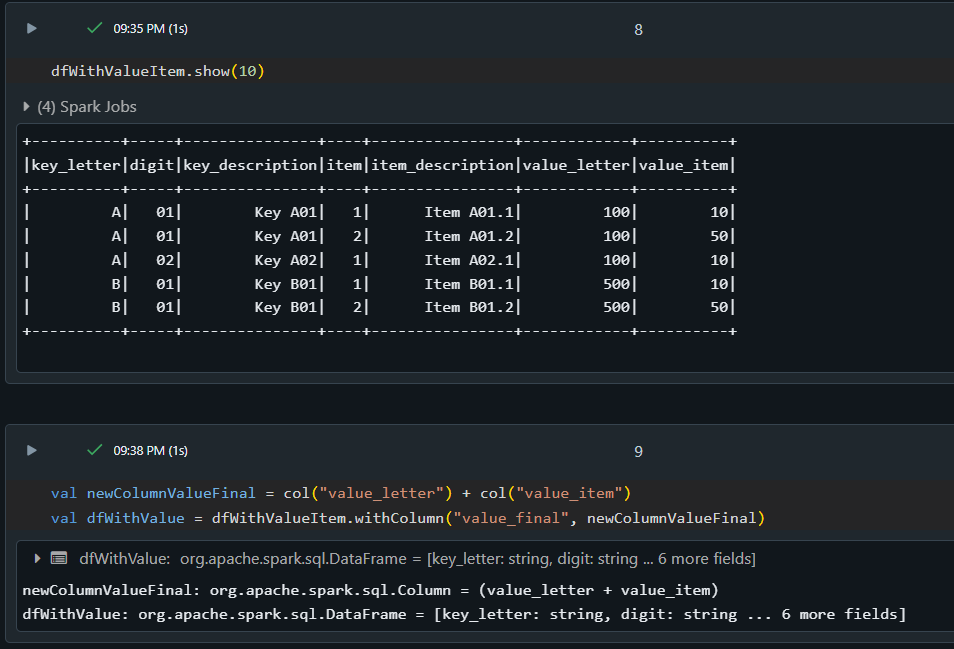 09:35 PM (1s)
8
dfWithValueItem.show(10)
(4) Spark Jobs
+----------+-----+---------------+----+----------------+------------+----------+
|key_letter|digit|key_description|item|item_description|value_letter|value_item|
+----------+-----+---------------+----+----------------+------------+----------+
|         A|   01|        Key A01|   1|      Item A01.1|         100|        10|
|         A|   01|        Key A01|   2|      Item A01.2|         100|        50|
|         A|   02|        Key A02|   1|      Item A02.1|         100|        10|
|         B|   01|        Key B01|   1|      Item B01.1|         500|        10|
|         B|   01|        Key B01|   2|      Item B01.2|         500|        50|
+----------+-----+---------------+----+----------------+------------+----------+
09:38 PM (1s)
9
val newColumnValueFinal = col("value_letter") + col("value_item")
val dfWithValue = dfWithValueItem.withColumn("value_final", newColumnValueFinal)
dfWithValue: org.apache.spark.sql.DataFrame = [key_letter: string, digit: string ... 6 more fields]
newColumnValueFinal: org.apache.spark.sql.Column = (value_letter + value_item)
dfWithValue: org.apache.spark.sql.DataFrame = [key_letter: string, digit: string ... 6 more fields]